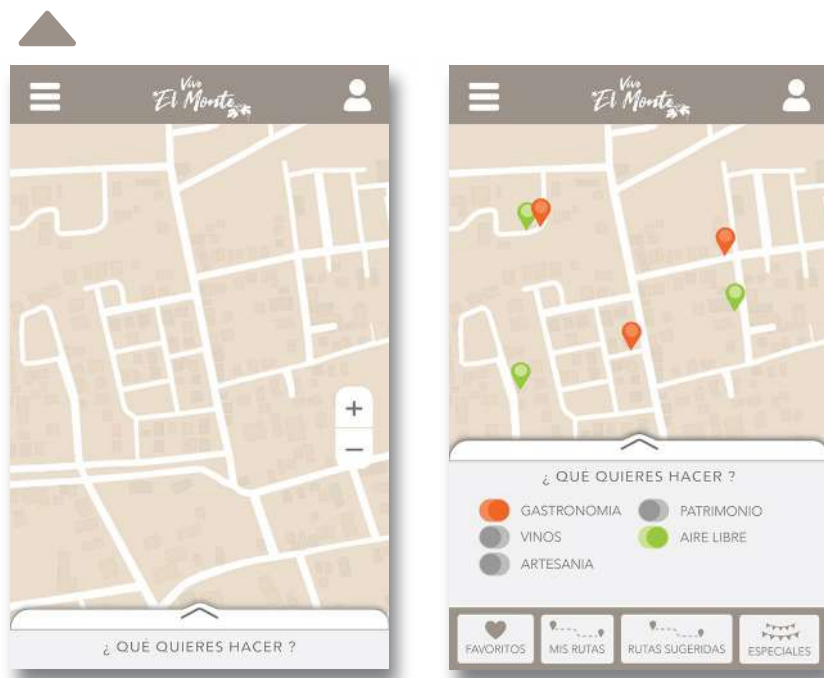 Vive
El Monte
+
−
¿ QUÉ QUIERES HACER ?
Vive
El Monte
¿ QUÉ QUIERES HACER ?
GASTRONOMIA
PATRIMONIO
VINOS
AIRE LIBRE
ARTESANIA
FAVORITOS
MIS RUTAS
RUTAS SUGERIDAS
ESPECIALES